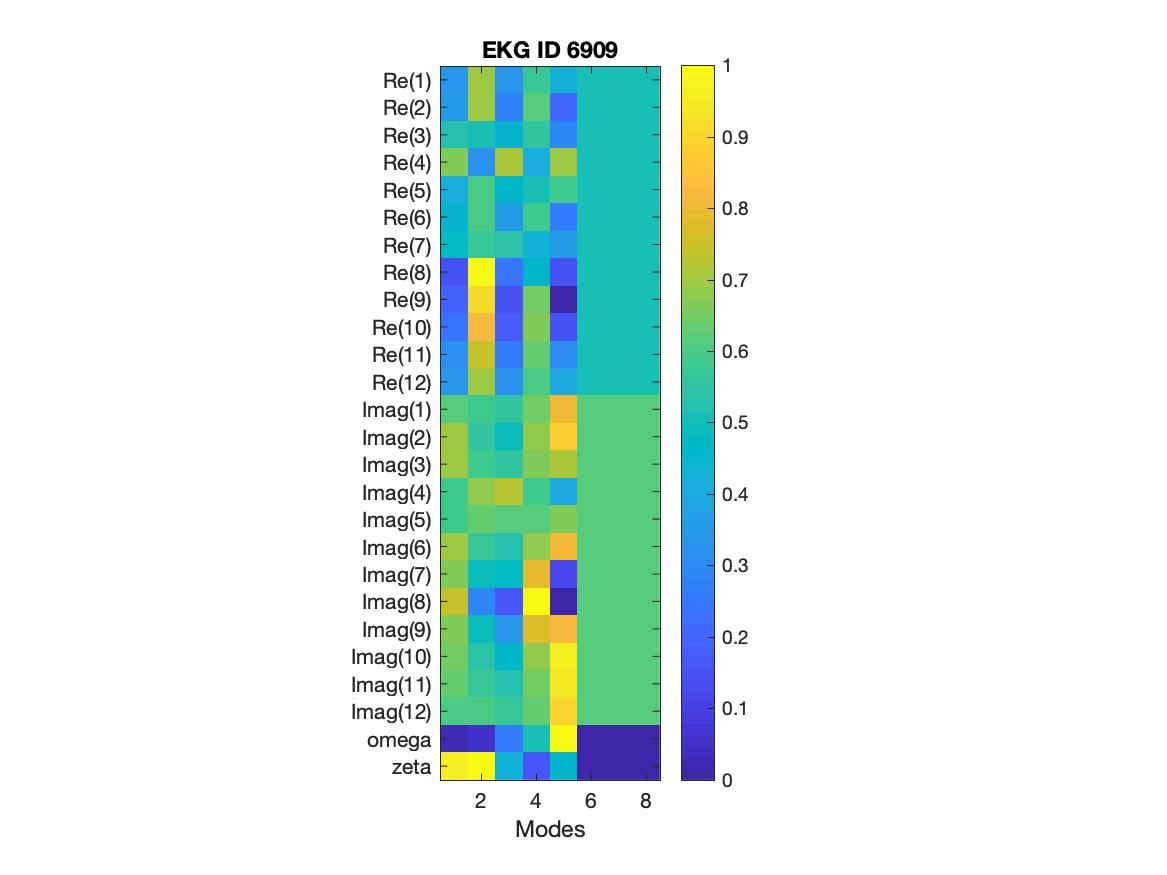 EKG ID 6909
Re(1)
Re(2)
Re(3)
Re(4)
Re(5)
Re(6)
Re(7)
Re(8)
Re(9)
Re(10)
Re(11)
Re(12)
Imag(1)
Imag(2)
Imag(3)
Imag(4)
Imag(5)
Imag(6)
Imag(7)
Imag(8)
Imag(9)
Imag(10)
Imag(11)
Imag(12)
omega
zeta
2 4 6 8
Modes
1
0.9
0.8
0.7
0.6
0.5
0.4
0.3
0.2
0.1
0